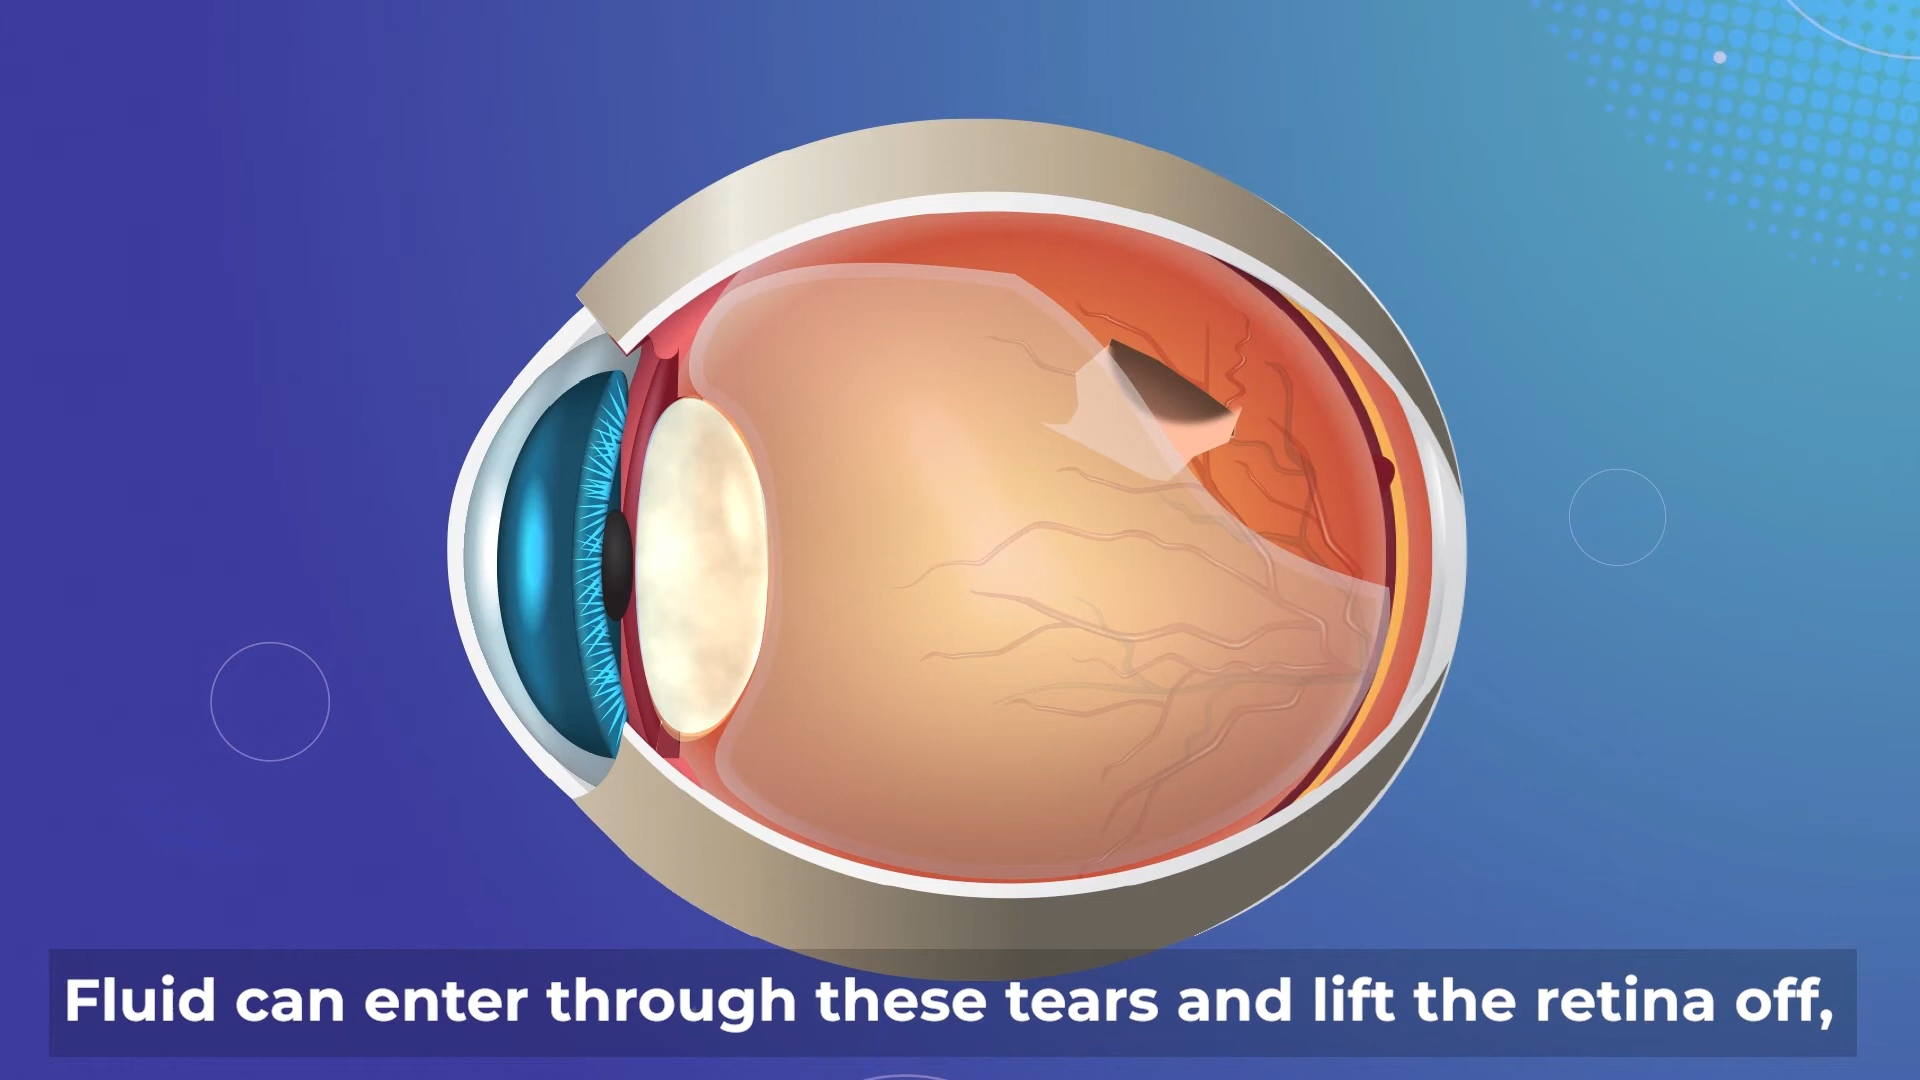 Fluid can enter through these tears and lift the retina off,